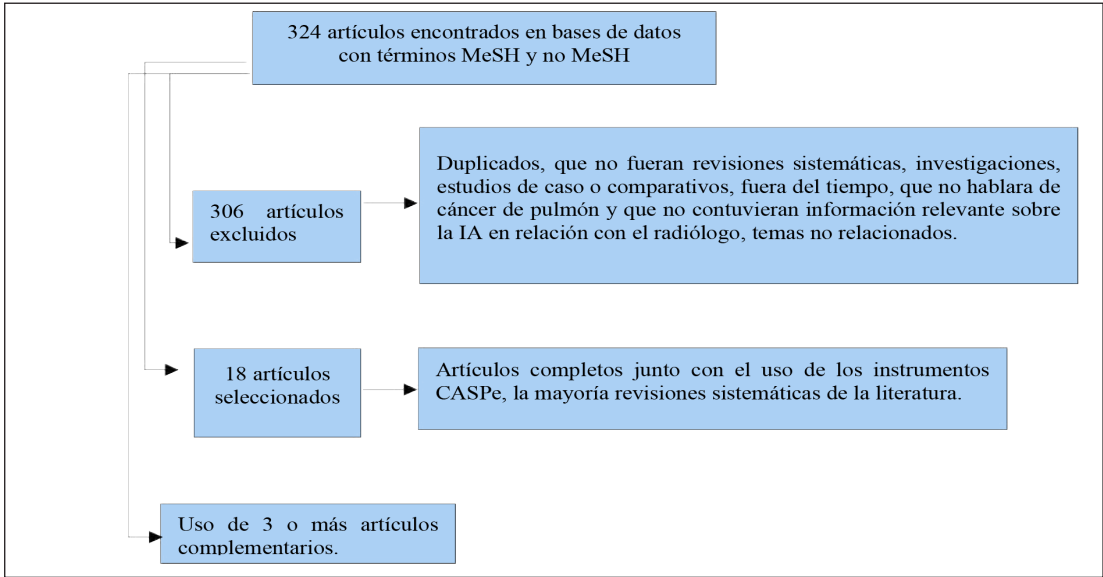 324 artículos encontrados en bases de datos
con términos MeSH y no MeSH
306 artículos
excluidos
Duplicados, que no fueran revisiones sistemáticas, investigaciones,
estudios de caso o comparativos, fuera del tiempo, que no hablara de
cáncer de pulmón y que no contuvieran información relevante sobre
la IA en relación con el radiólogo, temas no relacionados.
18 artículos
seleccionados
Artículos completos junto con el uso de los instrumentos
CASPe, la mayoría revisiones sistemáticas de la literatura.
Uso de 3 o más artículos
complementarios.